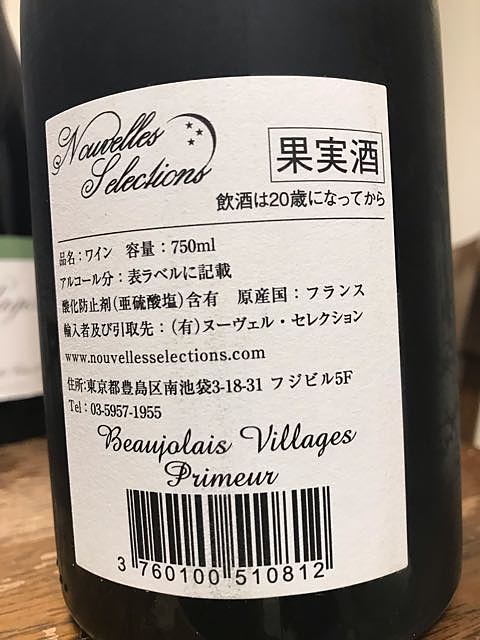 Nouvelles
Selections
果実酒
飲酒は20歳になってから
品名：ワイン　容量：750ml
アルコール分：表ラベルに記載
酸化防止剤（亜硫酸塩）含有　原産国：フランス
輸入者及び引取先：（有）ヌーヴェル・セレクション
www.nouvellesselections.com
住所:東京都豊島区南池袋3-18-31 フジビル5F
Tel：03-5957-1955
Beaujolais Villages
Primeur
3 760100 510812